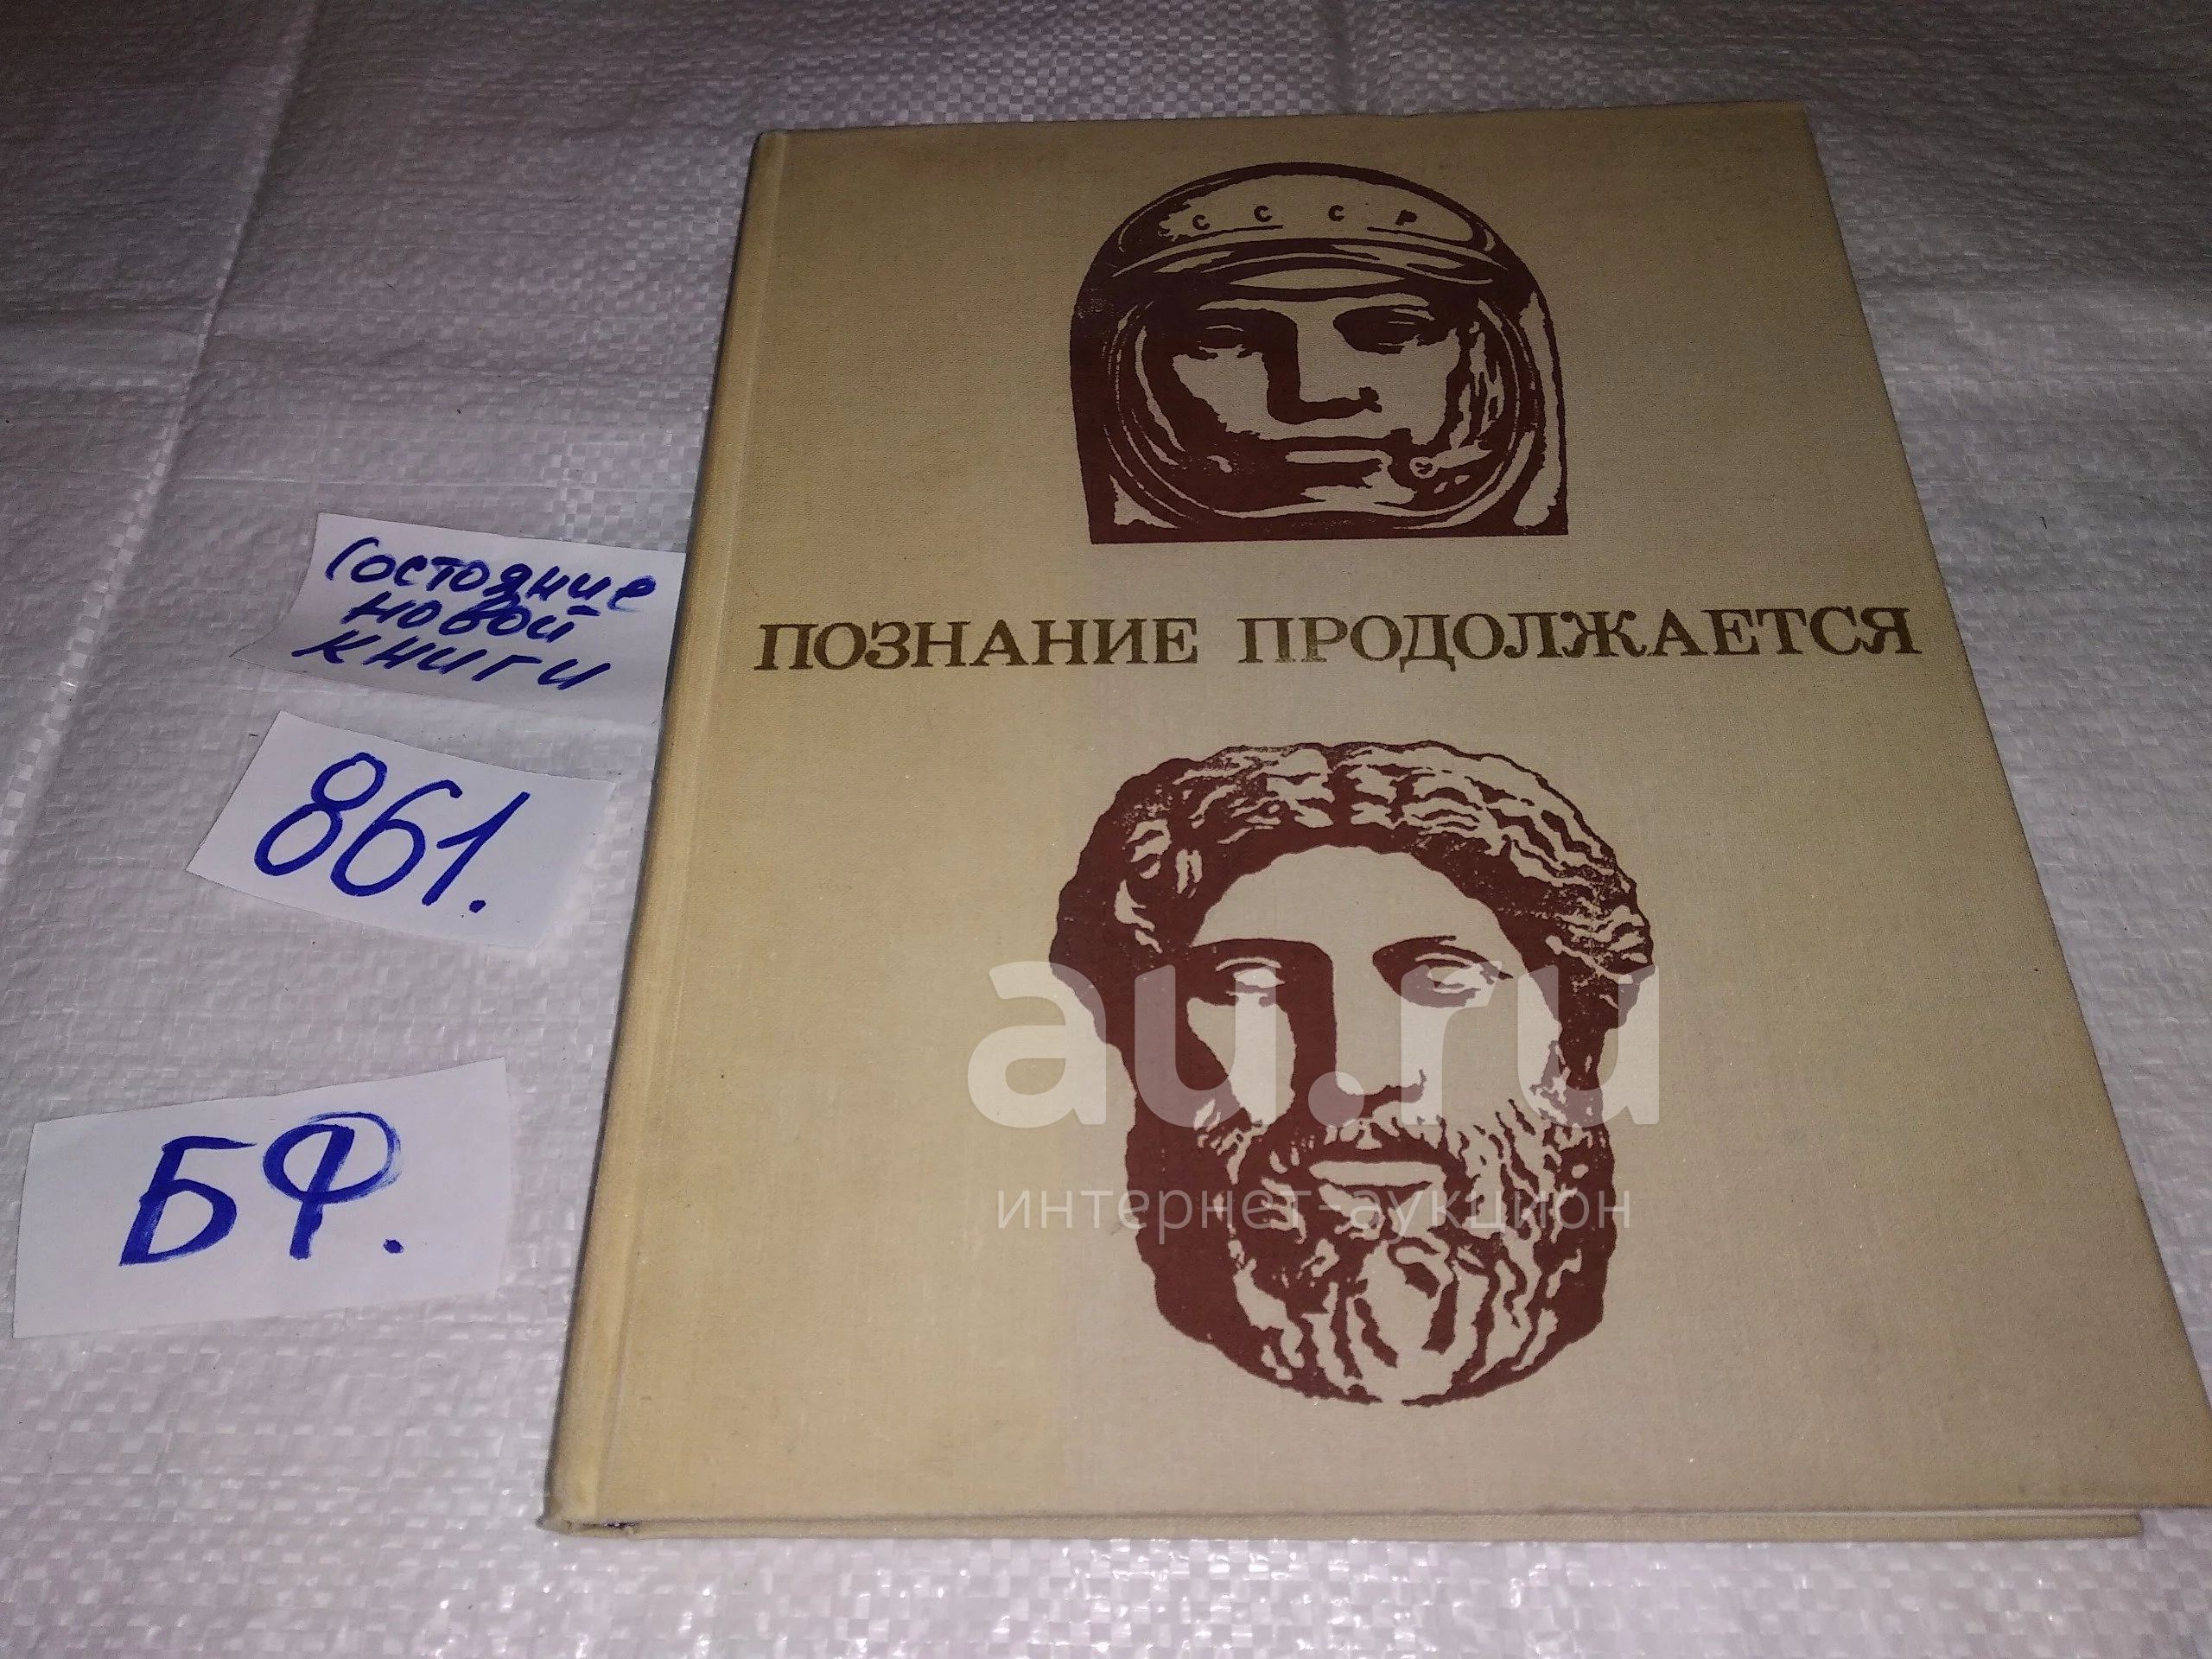 СССР
ПОЗНАНИЕ ПРОДОЛЖАЕТСЯ
Состояние
новой
книги
861.
БФ.
au.ru
интернет-аукцион